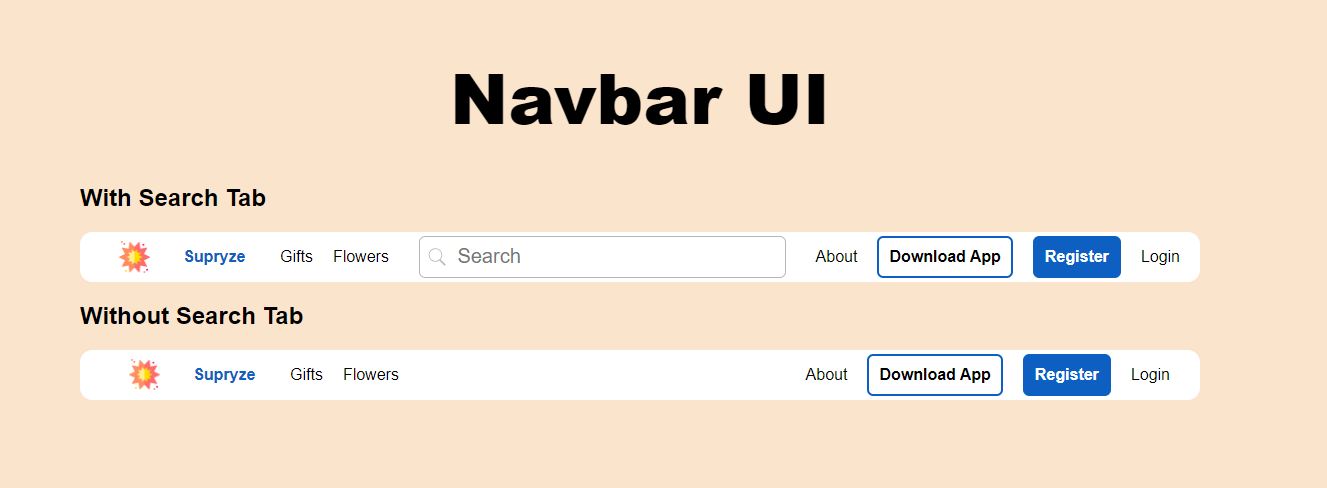 Navbar UI
With Search Tab
Supryze Gifts Flowers Search About Download App Register Login
Without Search Tab
Supryze Gifts Flowers About Download App Register Login